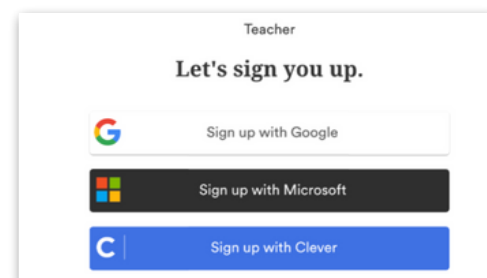 Teacher
Let's sign you up.
Sign up with Google
Sign up with Microsoft
C
Sign up with Clever